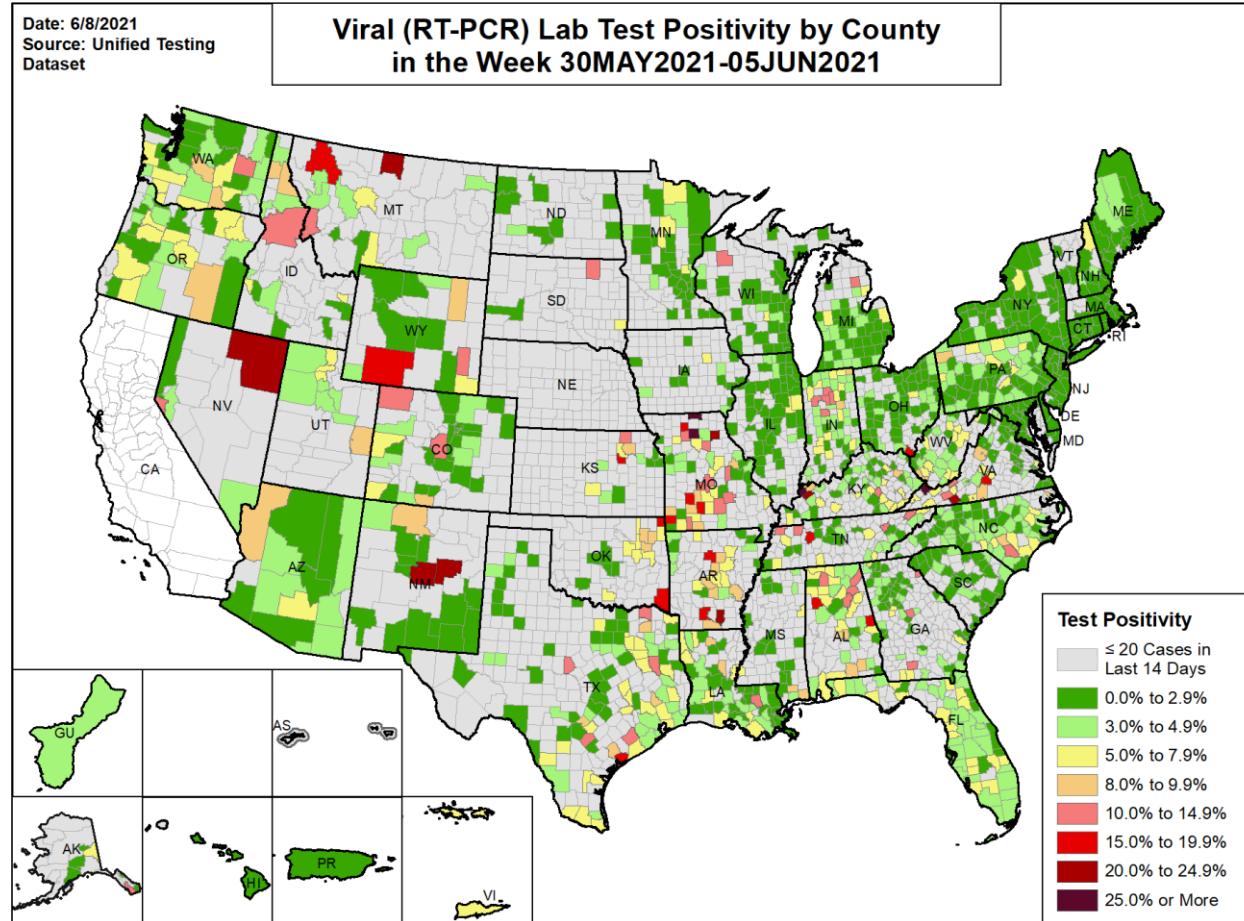 Date: 6/8/2021
Source: Unified Testing
Dataset
Viral (RT-PCR) Lab Test Positivity by County
in the Week 30MAY2021-05JUN2021
WA
MT
ND
MN
ME
OR
ID
SD
WI
MI
VT
NH
NY
MA
CT
RI
WY
IA
NE
PA
NJ
NV
UT
CO
IL
IN
OH
DE
MD
WV
VA
CA
KS
MO
KY
NC
TN
AZ
NM
OK
AR
SC
MS
AL
GA
TX
LA
FL
GU
AS
AK
HI
PR
VI
Test Positivity
≤ 20 Cases in
Last 14 Days
0.0% to 2.9%
3.0% to 4.9%
5.0% to 7.9%
8.0% to 9.9%
10.0% to 14.9%
15.0% to 19.9%
20.0% to 24.9%
25.0% or More